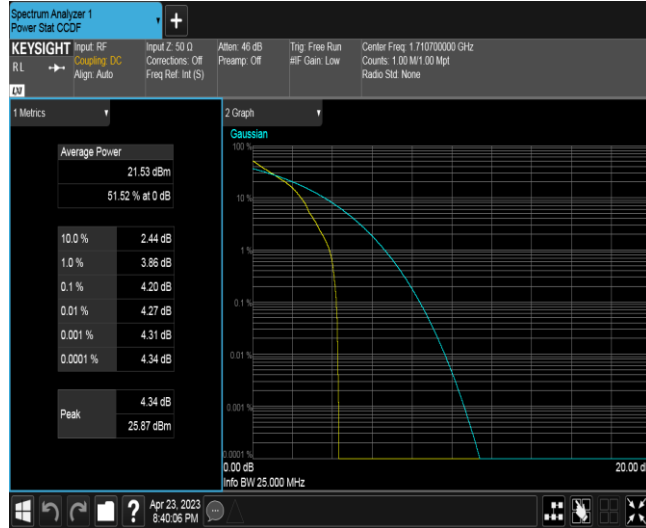 Spectrum Analyzer 1
Power Stat CCDF
+
KEYSIGHT
RL
LXI
Input: RF
Coupling: DC
Align: Auto
Input Z: 50 Ω
Corrections: Off
Freq Ref: Int (S)
Atten: 46 dB
Preamp: Off
Trig: Free Run
#IF Gain: Low
Center Freq: 1.710700000 GHz
Counts: 1.00 M/1.00 Mpt
Radio Std: None
1 Metrics
Average Power
21.53 dBm
51.52 % at 0 dB
10.0 % 2.44 dB
1.0 % 3.86 dB
0.1 % 4.20 dB
0.01 % 4.27 dB
0.001 % 4.31 dB
0.0001 % 4.34 dB
Peak
4.34 dB
25.87 dBm
2 Graph
Gaussian
100 %
10 %
1 %
0.1 %
0.01 %
0.001 %
0.0001 %
0.00 dB
20.00 d
Info BW 25.000 MHz
?
Apr 23, 2023
8:40:06 PM